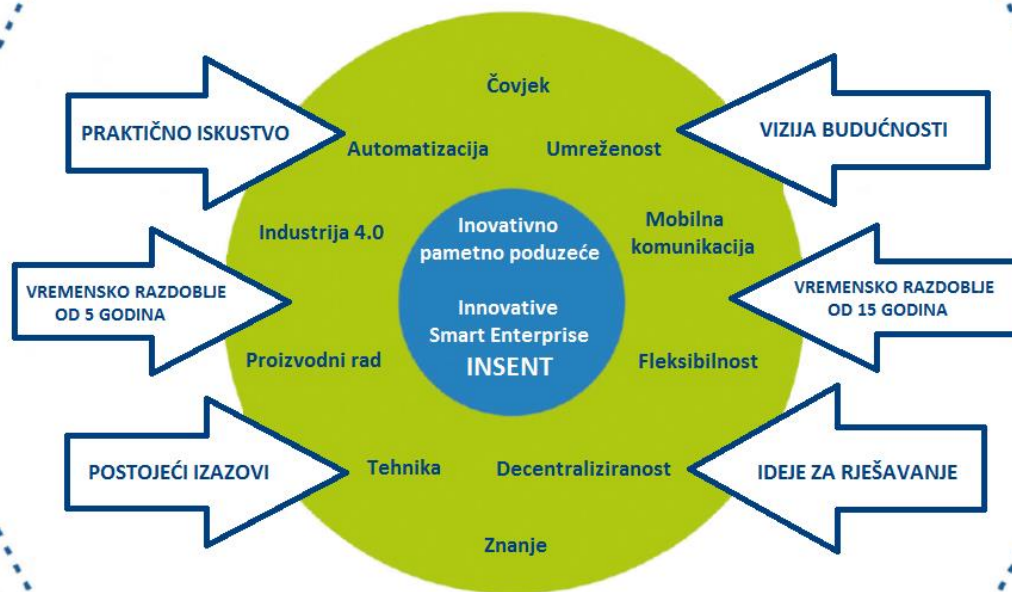 Čovjek
PRAKTIČNO ISKUSTVO
VIZIJA BUDUĆNOSTI
Automatizacija
Umreženost
Industrija 4.0
Inovativno
pametno poduzeće
Mobilna
komunikacija
VREMENSKO RAZDOBLJE
OD 5 GODINA
Innovative
Smart Enterprise
INSENT
VREMENSKO RAZDOBLJE
OD 15 GODINA
Proizvodni rad
Fleksibilnost
POSTOJEĆI IZAZOVI
Tehnika
Decentraliziranost
IDEJE ZA RJEŠAVANJE
Znanje